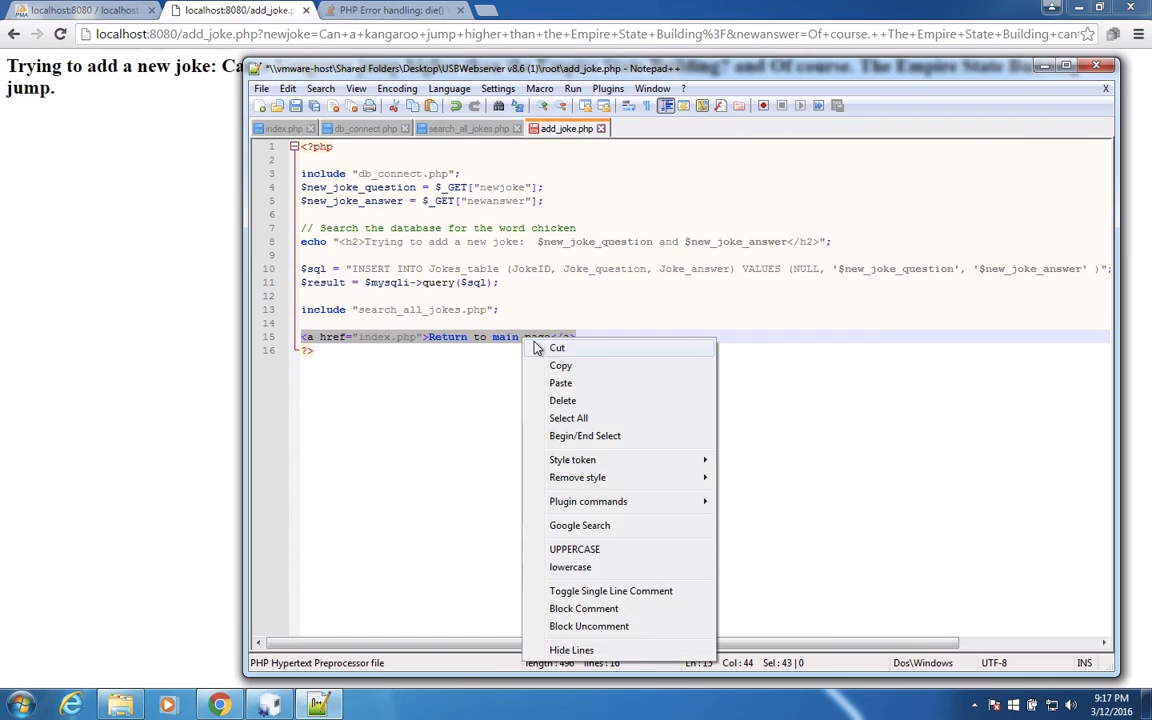 localhost:8080 / localhost
localhost:8080/add_joke.ph
PHP Error handling: die()
localhost:8080/add_joke.php?newjoke=Can+a+kangaroo+jump+higher+than+the+Empire+State+Building%3F&newanswer=Of+course.++The+Empire+State+Building+can
Trying to add a new joke: Ca
jump.
*\\vmware-host\Shared Folders\Desktop\USBWebserver v8.6 (1)\root\add_joke.php - Notepad++
File Edit Search View Encoding Language Settings Macro Run Plugins Window ? X
index.php db_connect.php search_all_jokes.php add_joke.php
1 <?php
2
3 include "db_connect.php";
4 $new_joke_question = $_GET["newjoke"];
5 $new_joke_answer = $_GET["newanswer"];
6
7 // Search the database for the word chicken
8 echo "<h2>Trying to add a new joke:  $new_joke_question and $new_joke_answer</h2>";
9
10 $sql = "INSERT INTO Jokes_table (JokeID, Joke_question, Joke_answer) VALUES (NULL, '$new_joke_question', '$new_joke_answer' )";
11 $result = $mysqli->query($sql);
12
13 include "search_all_jokes.php";
14
15 <a href="index.php">Return to main page</a>
16 ?>
Cut
Copy
Paste
Delete
Select All
Begin/End Select
Style token
Remove style
Plugin commands
Google Search
UPPERCASE
lowercase
Toggle Single Line Comment
Block Comment
Block Uncomment
Hide Lines
PHP Hypertext Preprocessor file length : 496 lines : 16 Ln : 15 Col : 44 Sel : 43 | 0 Dos\Windows UTF-8 INS
9:17 PM
3/12/2016